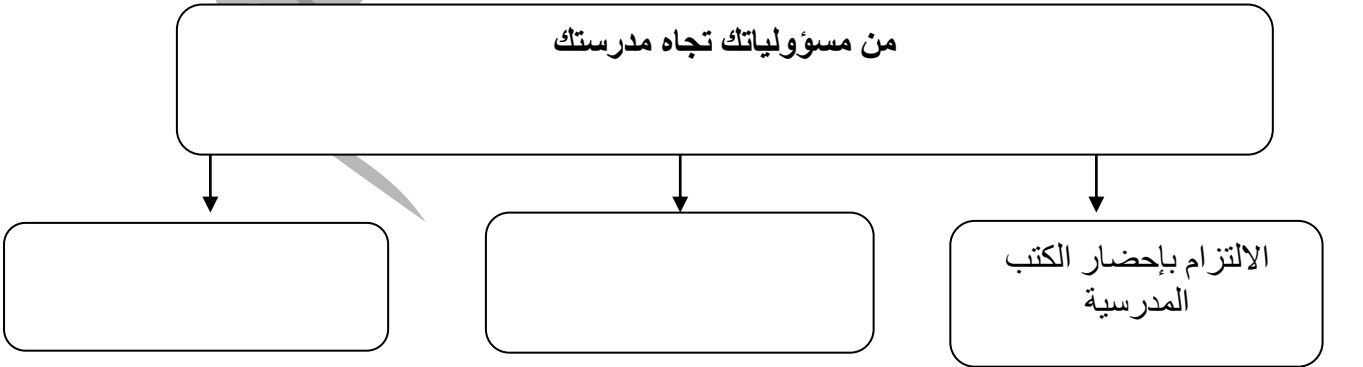 من مسؤولياتك تجاه مدرستك
الالتزام بإحضار الكتب
المدرسية